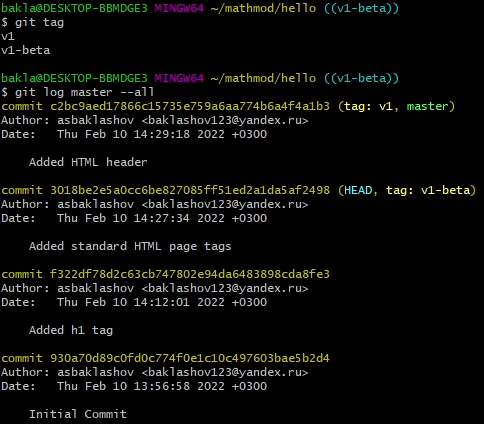 bakla@DESKTOP-BBMDGE3 MINGW64 ~/mathmod/hello ((v1-beta))
$ git tag
v1
v1-beta
bakla@DESKTOP-BBMDGE3 MINGW64 ~/mathmod/hello ((v1-beta))
$ git log master --all
commit c2bc9aed17866c15735e759a6aa774b6a4f4a1b3 (tag: v1, master)
Author: asbaklashov <baklashov123@yandex.ru>
Date:   Thu Feb 10 14:29:18 2022 +0300
    Added HTML header
commit 3018be2e5a0cc6be827085ff51ed2a1da5af2498 (HEAD, tag: v1-beta)
Author: asbaklashov <baklashov123@yandex.ru>
Date:   Thu Feb 10 14:27:34 2022 +0300
    Added standard HTML page tags
commit f322df78d2c63cb747802e94da6483898cda8fe3
Author: asbaklashov <baklashov123@yandex.ru>
Date:   Thu Feb 10 14:12:01 2022 +0300
    Added h1 tag
commit 930a70d89c0fd0c774f0e1c10c497603bae5b2d4
Author: asbaklashov <baklashov123@yandex.ru>
Date:   Thu Feb 10 13:56:58 2022 +0300
    Initial Commit